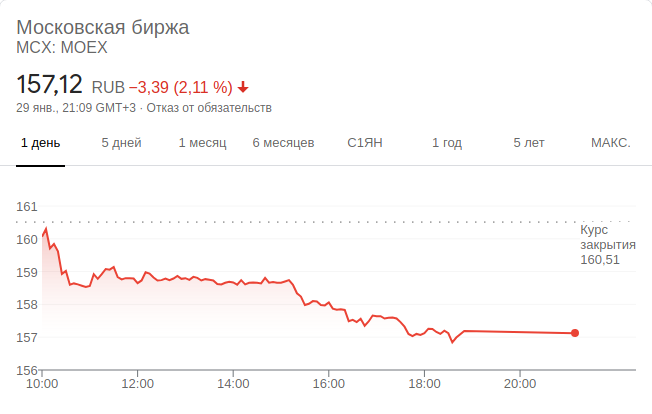 Московская биржа
MCX: MOEX
157,12 RUB −3,39 (2,11 %)
29 янв., 21:09 GMT+3 · Отказ от обязательств
1 день 5 дней 1 месяц 6 месяцев С1ЯН 1 год 5 лет МАКС.
161
160
159
158
157
156
Курс
закрытия
160,51
10:00 12:00 14:00 16:00 18:00 20:00